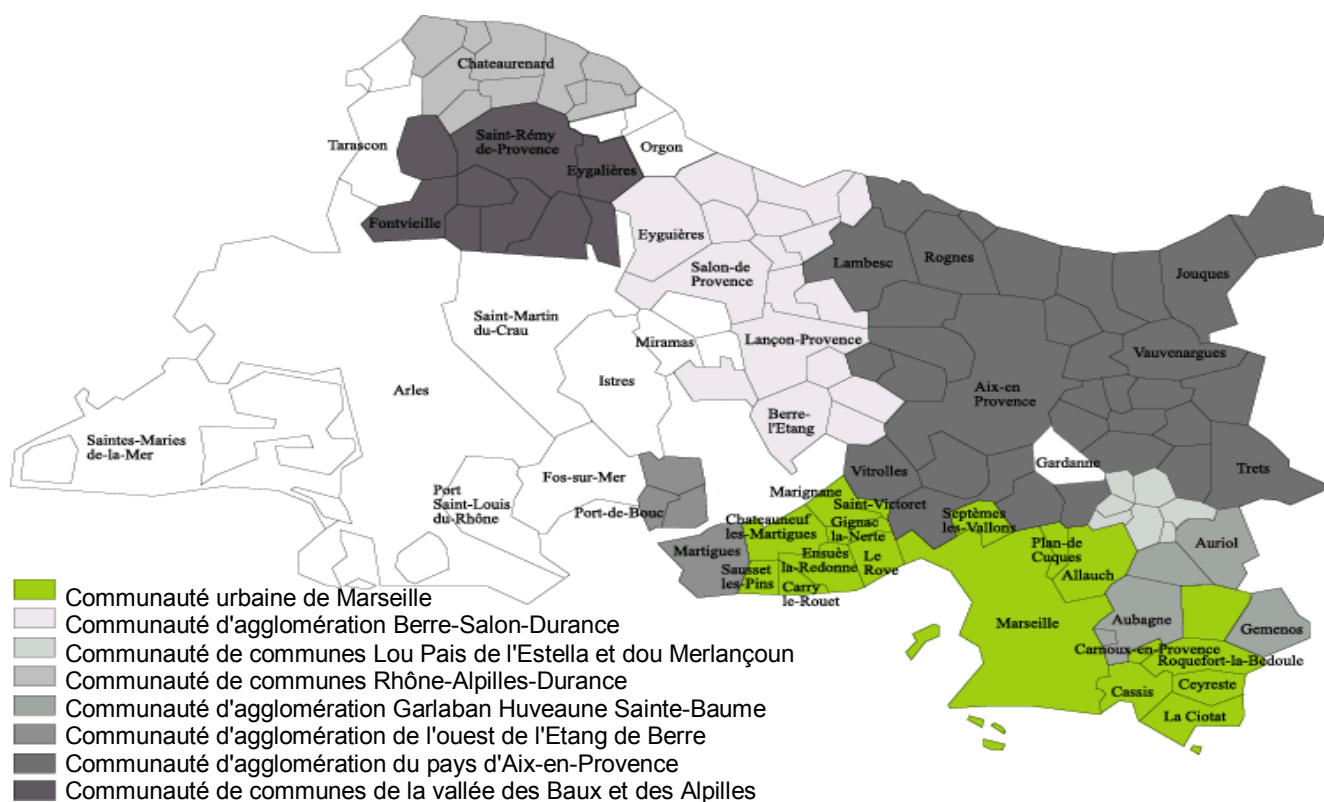 Chateaurenard
Tarascon
Saint-Rémy
de-Provence
Orgon
Eygalières
Fontvieille
Eyguières
Lambesc
Rognes
Jouques
Salon-de
Provence
Saint-Martin
du-Crau
Miramas
Lançon-Provence
Vauvenargues
Istres
Arles
Aix-en
Provence
Berre-
l'Etang
Saintes-Maries
de-la-Mer
Gardanne
Vitrolles
Trets
Fos-sur-Mer
Port
Saint-Louis
du-Rhône
Port-de-Bouc
Marignane
Saint-Victoret
Septèmes
les-Vallons
Chateauneuf
les-Martigues
Gignac
la-Nerte
Martigues
Ensuès
la-Redonne
Le
Rove
Plan-de
Cuques
Auriol
Sausset
les-Pins
Allauch
Carry
le-Rouet
Marseille
Aubagne
Gemenos
Carnoux-en-Provence
Roquefort-la-Bedoule
Cassis
Ceyreste
La Ciotat
Communauté urbaine de Marseille
Communauté d'agglomération Berre-Salon-Durance
Communauté de communes Lou Pais de l'Estella et dou Merlançoun
Communauté de communes Rhône-Alpilles-Durance
Communauté d'agglomération Garlaban Huveaune Sainte-Baume
Communauté d'agglomération de l'ouest de l'Etang de Berre
Communauté d'agglomération du pays d'Aix-en-Provence
Communauté de communes de la vallée des Baux et des Alpilles